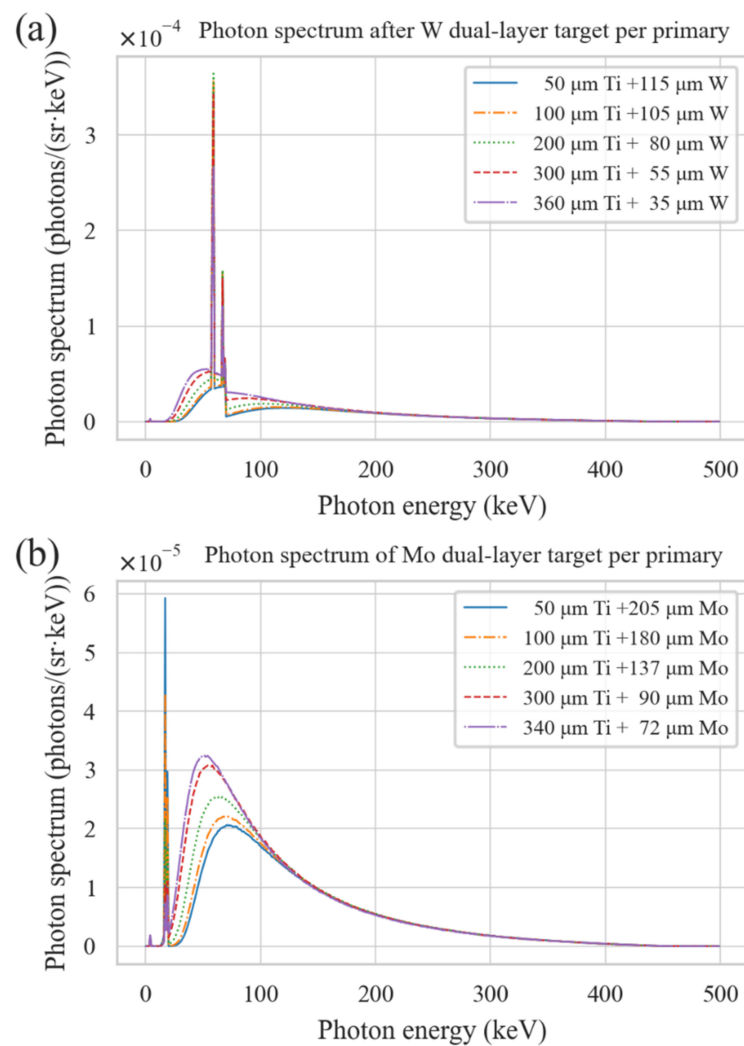 (a)
×10⁻⁴
Photon spectrum after W dual-layer target per primary
Photon spectrum (photons/(sr·keV))
3
2
1
0
50 μm Ti +115 μm W
100 μm Ti +105 μm W
200 μm Ti + 80 μm W
300 μm Ti + 55 μm W
360 μm Ti + 35 μm W
0 100 200 300 400 500
Photon energy (keV)
(b)
×10⁻⁵
Photon spectrum of Mo dual-layer target per primary
Photon spectrum (photons/(sr·keV))
6
5
4
3
2
1
0
50 μm Ti +205 μm Mo
100 μm Ti +180 μm Mo
200 μm Ti +137 μm Mo
300 μm Ti + 90 μm Mo
340 μm Ti + 72 μm Mo
0 100 200 300 400 500
Photon energy (keV)